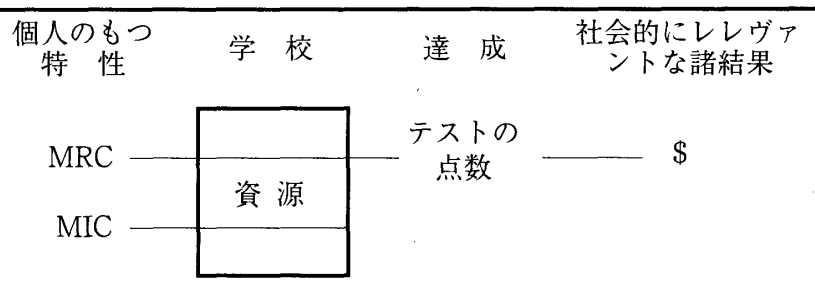 個人のもつ
特 性
学 校
達 成
社会的にレレヴァ
ントな諸結果
MRC
テストの
点数
$
資 源
MIC